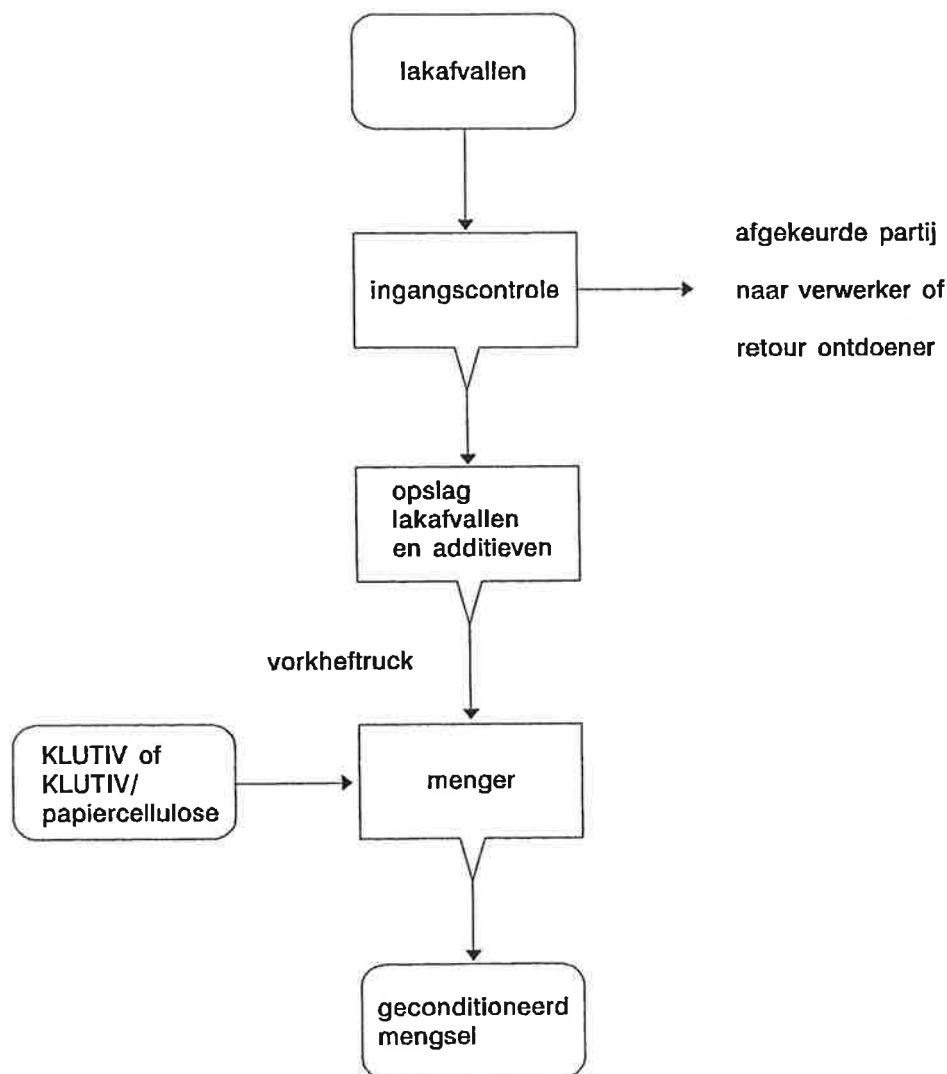 lakafvallen
ingangscontrole
afgekeurde partij
naar verwerker of
retour ontdoener
opslag
lakafvallen
en additieven
vorkheftruck
KLUTIV of
KLUTIV/
papiercellulose
menger
geconditioneerd
mengsel